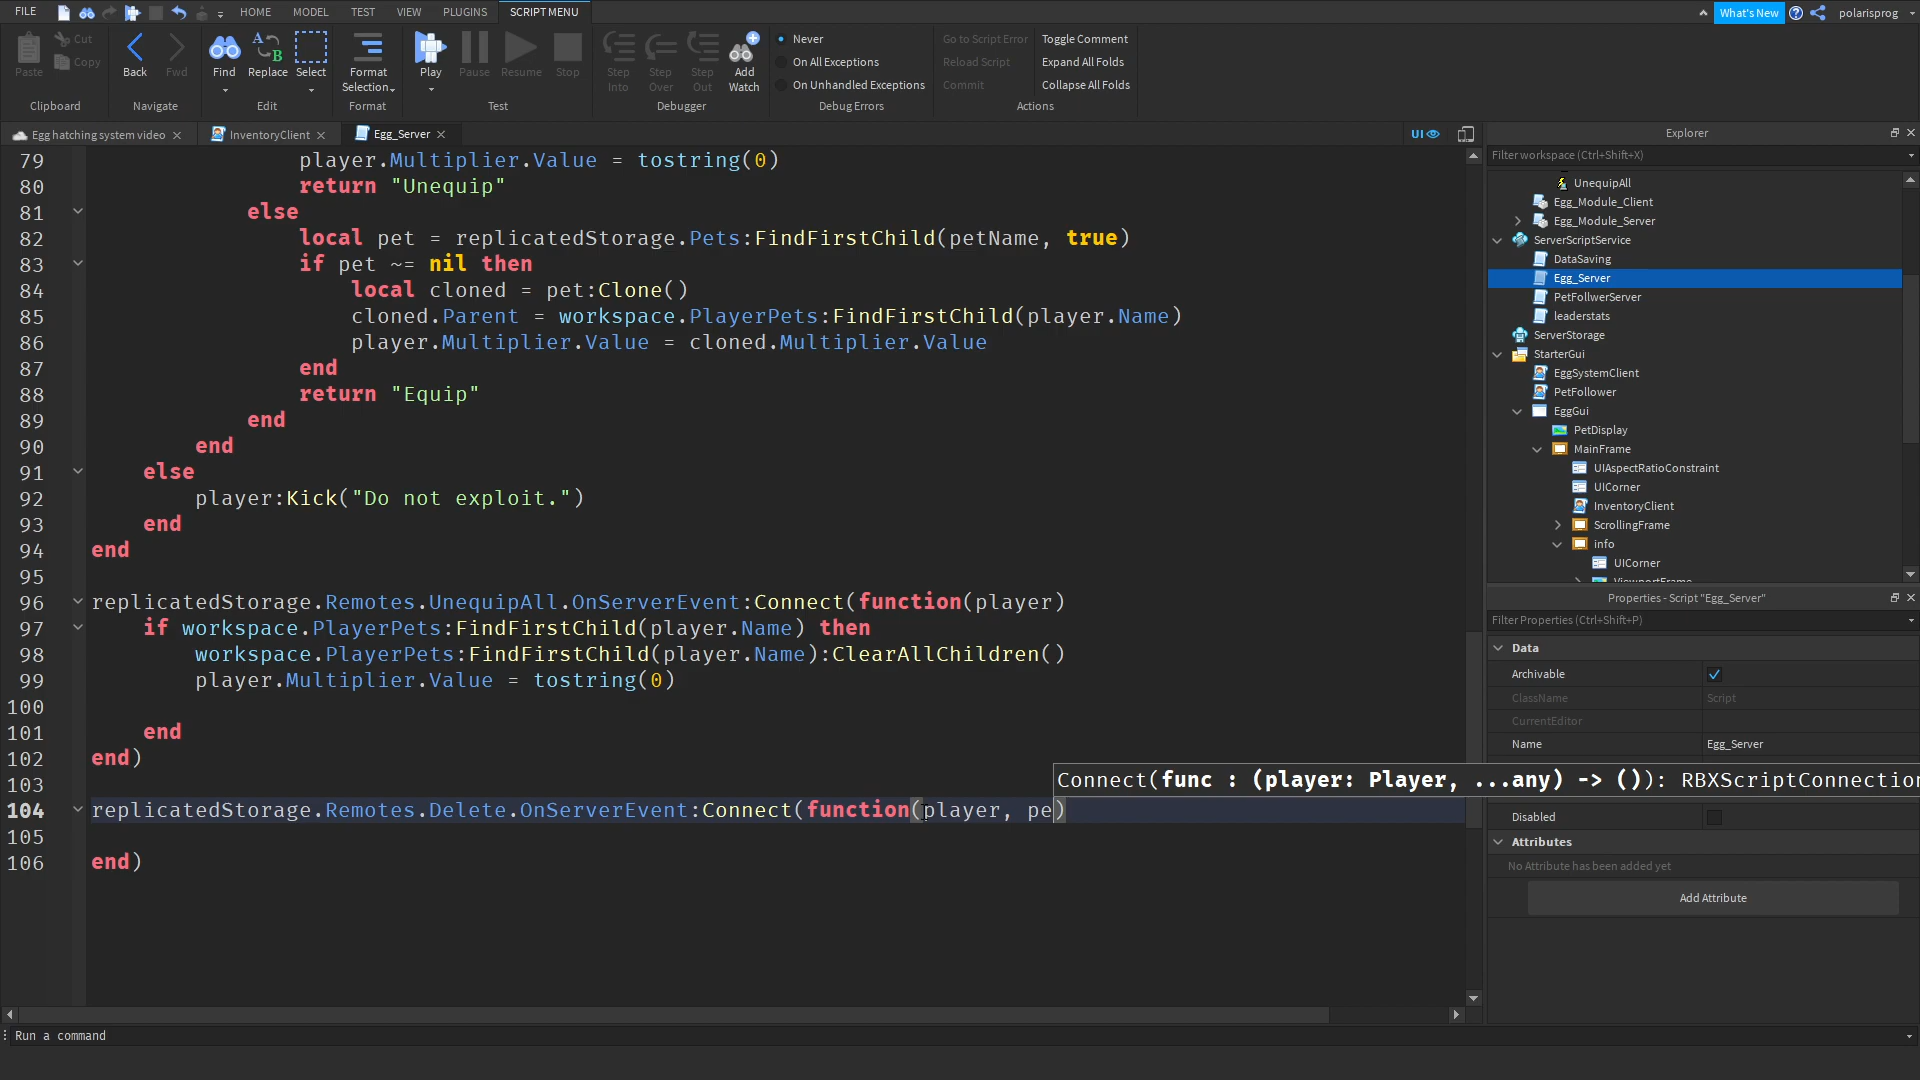 FILE HOME MODEL TEST VIEW PLUGINS SCRIPT MENU What's New polarisprog
Paste Cut Copy Back Fwd Find Replace Select Format Selection Play Pause Resume Stop Step Into Step Over Step Out Add Watch
Never
On All Exceptions
On Unhandled Exceptions
Go to Script Error
Reload Script
Commit
Toggle Comment
Expand All Folds
Collapse All Folds
Clipboard Navigate Edit Format Test Debugger Debug Errors Actions
Egg hatching system video InventoryClient Egg_Server UI
79 player.Multiplier.Value = tostring(0)
80 return "Unequip"
81 else
82 local pet = replicatedStorage.Pets:FindFirstChild(petName, true)
83 if pet ~= nil then
84 local cloned = pet:Clone()
85 cloned.Parent = workspace.PlayerPets:FindFirstChild(player.Name)
86 player.Multiplier.Value = cloned.Multiplier.Value
87 end
88 return "Equip"
89 end
90 end
91 else
92 player:Kick("Do not exploit.")
93 end
94 end
95
96 replicatedStorage.Remotes.UnequipAll.OnServerEvent:Connect(function(player)
97 if workspace.PlayerPets:FindFirstChild(player.Name) then
98 workspace.PlayerPets:FindFirstChild(player.Name):ClearAllChildren()
99 player.Multiplier.Value = tostring(0)
100
101 end
102 end)
103
Connect(func : (player: Player, ...any) -> ()): RBXScriptConnection
104 replicatedStorage.Remotes.Delete.OnServerEvent:Connect(function(player, pe)
105
106 end)
Run a command
Explorer
Filter workspace (Ctrl+Shift+X)
UnequipAll
Egg_Module_Client
Egg_Module_Server
ServerScriptService
DataSaving
Egg_Server
PetFollwerServer
leaderstats
ServerStorage
StarterGui
EggSystemClient
PetFollower
EggGui
PetDisplay
MainFrame
UIAspectRatioConstraint
UICorner
InventoryClient
ScrollingFrame
info
UICorner
ViewportFrame
Properties - Script "Egg_Server"
Filter Properties (Ctrl+Shift+P)
Data
Archivable
ClassName Script
CurrentEditor
Name Egg_Server
Disabled
Attributes
No Attribute has been added yet
Add Attribute